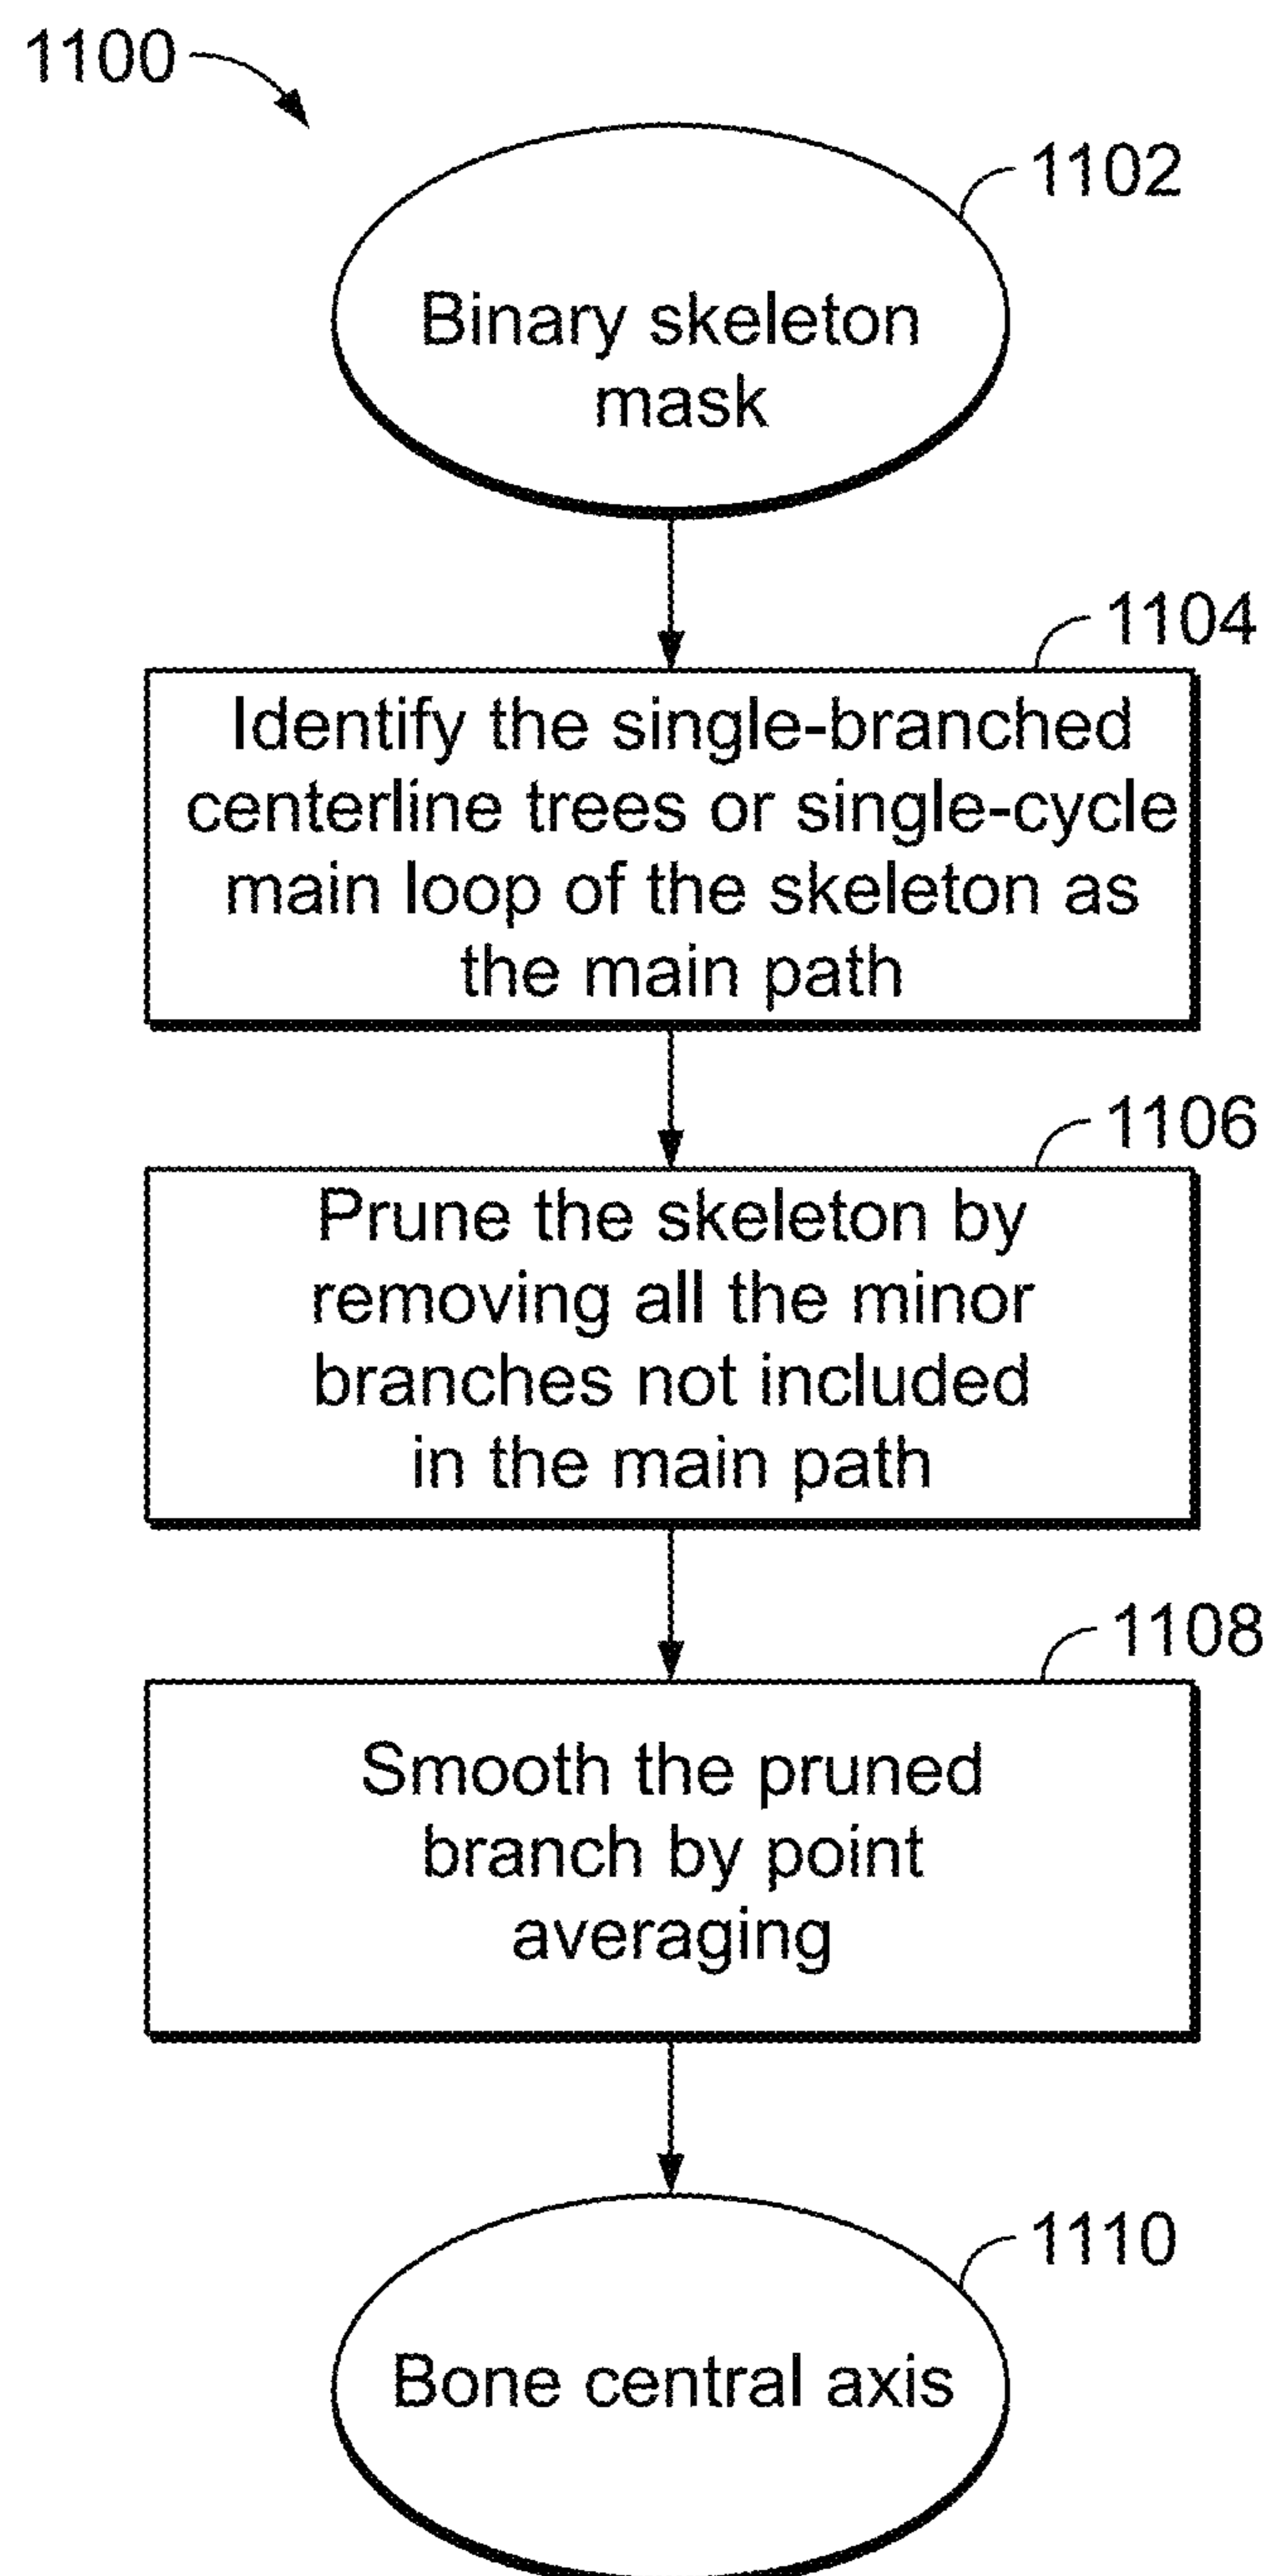 1100
1102
Binary skeleton
mask
1104
Identify the single-branched
centerline trees or single-cycle
main loop of the skeleton as
the main path
1106
Prune the skeleton by
removing all the minor
branches not included
in the main path
1108
Smooth the pruned
branch by point
averaging
1110
Bone central axis